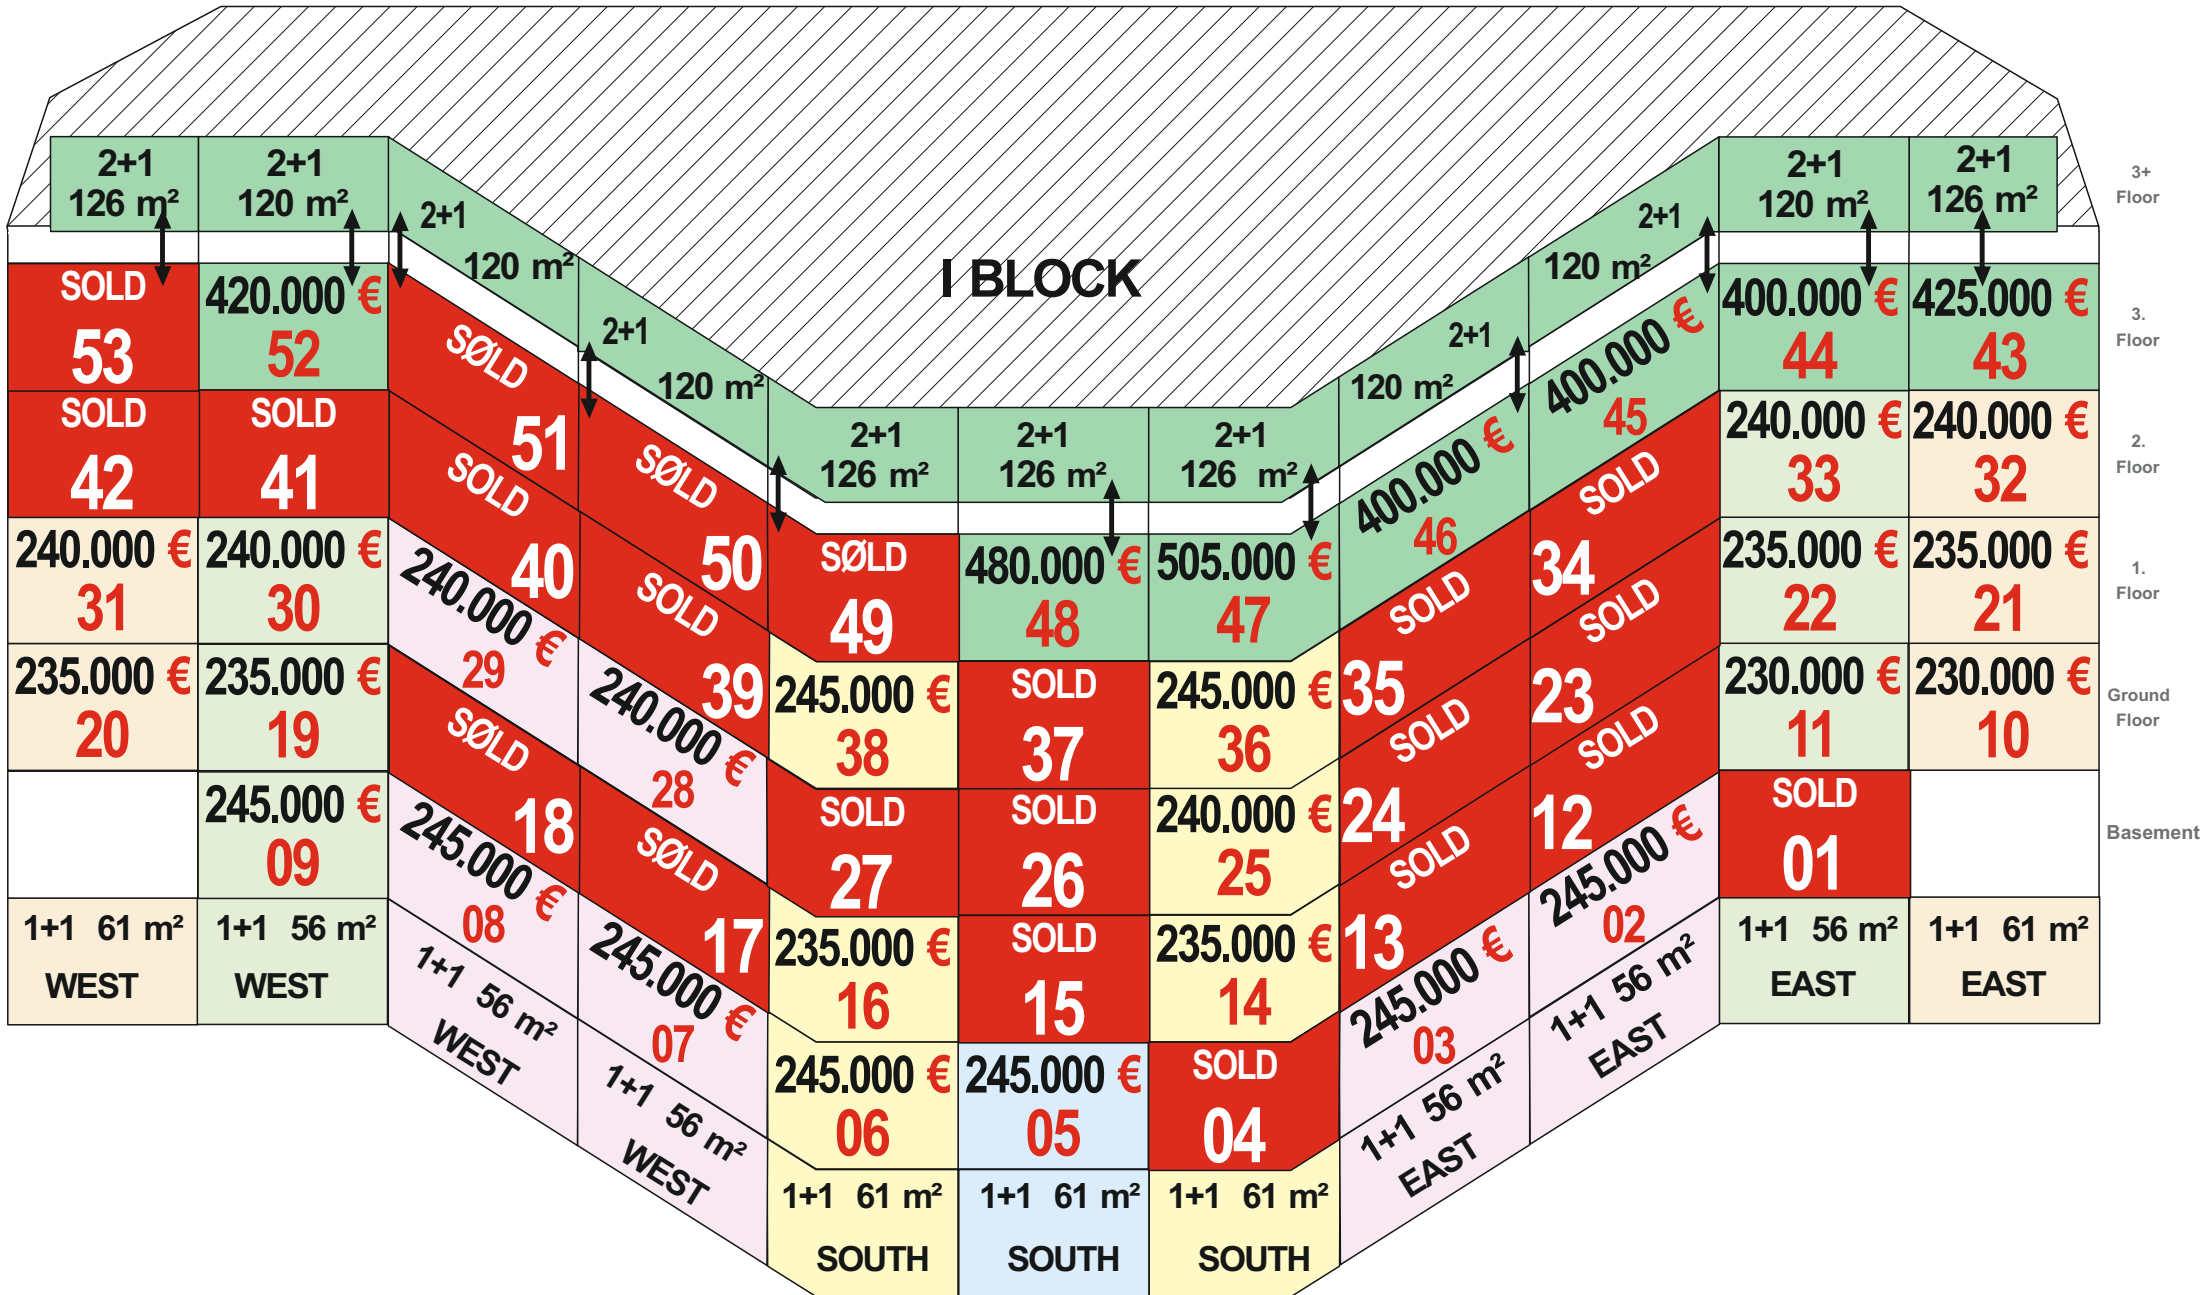 2+1
126 m²
2+1
120 m²
2+1
120 m²
2+1
120 m²
2+1
126 m²
2+1
126 m²
2+1
126 m²
2+1
120 m²
2+1
120 m²
2+1
120 m²
2+1
126 m²
3+
Floor
I BLOCK
SOLD
53
420.000 €
52
SØLD
51
SØLD
50
SØLD
49
480.000 €
48
505.000 €
47
400.000 €
46
400.000 €
45
400.000 €
44
425.000 €
43
3.
Floor
SOLD
42
SOLD
41
SOLD
40
SOLD
39
245.000 €
38
SOLD
37
245.000 €
36
SOLD
35
SOLD
34
240.000 €
33
240.000 €
32
2.
Floor
240.000 €
31
240.000 €
30
240.000 €
29
240.000 €
28
SOLD
27
SOLD
26
240.000 €
25
SOLD
24
SOLD
23
235.000 €
22
235.000 €
21
1.
Floor
235.000 €
20
235.000 €
19
SØLD
18
SØLD
17
235.000 €
16
SOLD
15
235.000 €
14
SOLD
13
SOLD
12
230.000 €
11
230.000 €
10
Ground
Floor
245.000 €
09
245.000 €
08
245.000 €
07
245.000 €
06
245.000 €
05
SOLD
04
245.000 €
03
245.000 €
02
SOLD
01
Basement
1+1 61 m²
WEST
1+1 56 m²
WEST
1+1 56 m²
WEST
1+1 56 m²
WEST
1+1 61 m²
SOUTH
1+1 61 m²
SOUTH
1+1 61 m²
SOUTH
1+1 56 m²
EAST
1+1 56 m²
EAST
1+1 56 m²
EAST
1+1 61 m²
EAST